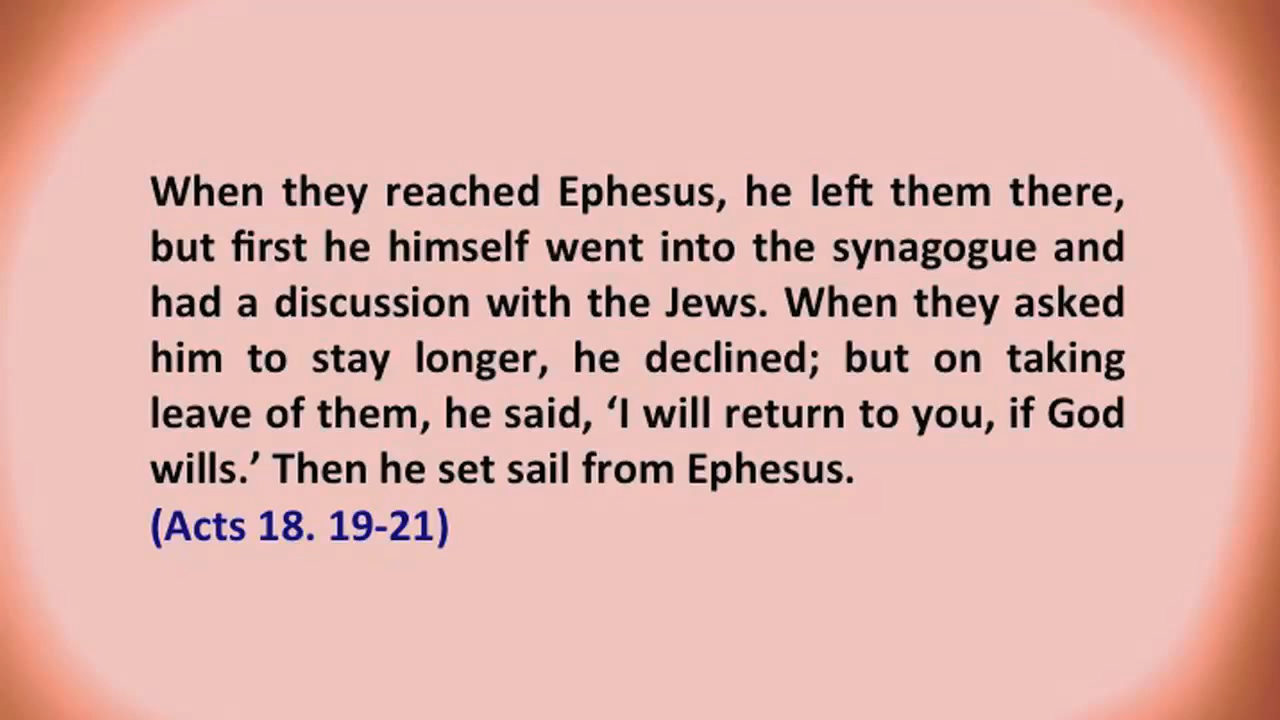 When they reached Ephesus, he left them there,
but first he himself went into the synagogue and
had a discussion with the Jews. When they asked
him to stay longer, he declined; but on taking
leave of them, he said, ‘I will return to you, if God
wills.’ Then he set sail from Ephesus.
(Acts 18. 19-21)